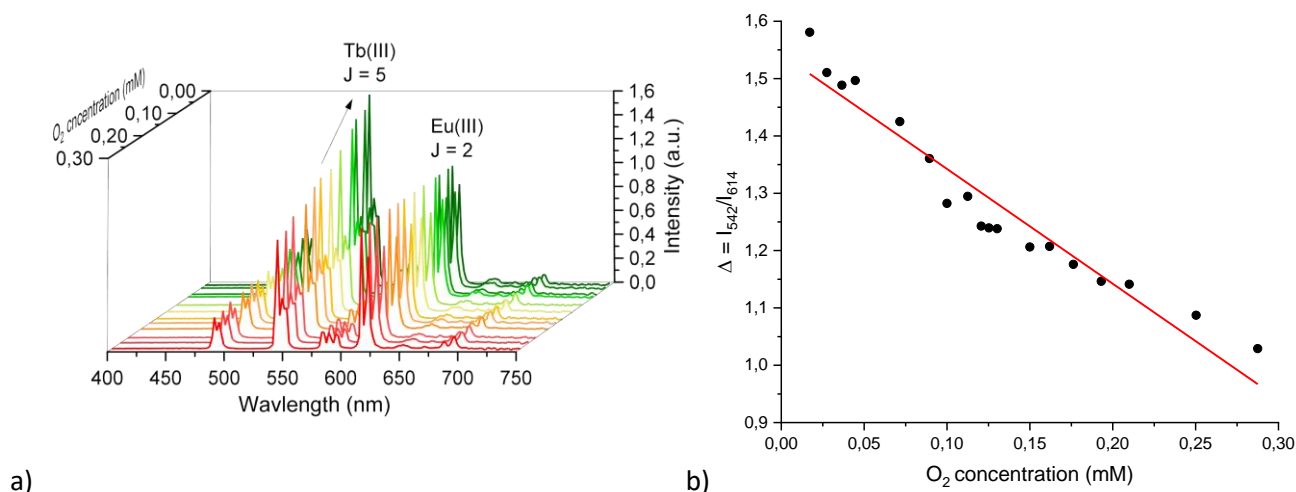 Tb(III)
J = 5
Eu(III)
J = 2
O2 cncentration (mM)
0,00
0,10
0,20
0,30
1,6
1,4
1,2
1,0
0,8
0,6
0,4
0,2
0,0
Intensity (a.u.)
400 450 500 550 600 650 700 750
Wavlength (nm)
a)
1,6
1,5
1,4
1,3
1,2
1,1
1,0
0,9
Δ = I542/I614
0,00 0,05 0,10 0,15 0,20 0,25 0,30
O2 concentration (mM)
b)